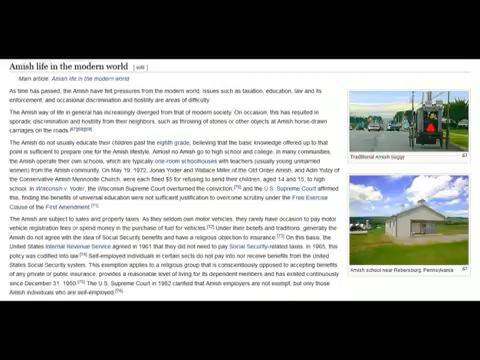 Amish life in the modern world [ edit ]
Main article: Amish life in the modern world
As time has passed, the Amish have felt pressures from the modern world. Issues such as taxation, education, law and its
enforcement, and occasional discrimination and hostility are areas of difficulty.
The Amish way of life in general has increasingly diverged from that of modern society. On occasion, this has resulted in
sporadic discrimination and hostility from their neighbors, such as throwing of stones or other objects at Amish horse-drawn
carriages on the roads.
The Amish do not usually educate their children past the eighth grade, believing that the basic knowledge offered up to that
point is sufficient to prepare one for the Amish lifestyle. Almost no Amish go to high school and college. In many communities,
the Amish operate their own schools, which are typically one-room schoolhouses with teachers (usually young unmarried
women) from the Amish community. On May 19, 1972, Jonas Yoder and Wallace Miller of the Old Order Amish, and Adin Yutzy of
the Conservative Amish Mennonite Church, were each fined $5 for refusing to send their children, aged 14 and 15, to high
school. In Wisconsin v. Yoder, the Wisconsin Supreme Court overturned the conviction, and the U.S. Supreme Court affirmed
this, finding the benefits of universal education were not sufficient justification to overcome scrutiny under the Free Exercise
Clause of the First Amendment.
The Amish are subject to sales and property taxes. As they seldom own motor vehicles, they rarely have occasion to pay motor
vehicle registration fees or spend money in the purchase of fuel for vehicles. Under their beliefs and traditions, generally the
Amish do not agree with the idea of Social Security benefits and have a religious objection to insurance. On this basis, the
United States Internal Revenue Service agreed in 1961 that they did not need to pay Social Security-related taxes. In 1965, this
policy was codified into law. Self-employed individuals in certain sects do not pay into nor receive benefits from the United
States Social Security system. This exemption applies to a religious group that is conscientiously opposed to accepting benefits
of any private or public insurance, provides a reasonable level of living for its dependent members and has existed continuously
since December 31, 1950. The U.S. Supreme Court in 1982 clarified that Amish employers are not exempt, but only those
Amish individuals who are self-employed.
Traditional Amish buggy
Amish school near Rebersburg, Pennsylvania